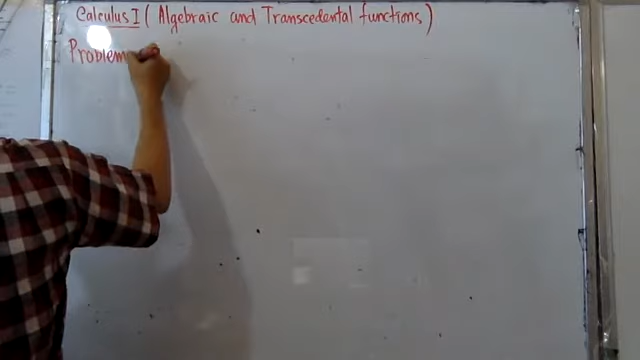 Calculus I ( Algebraic and Transcedental functions )
Problem